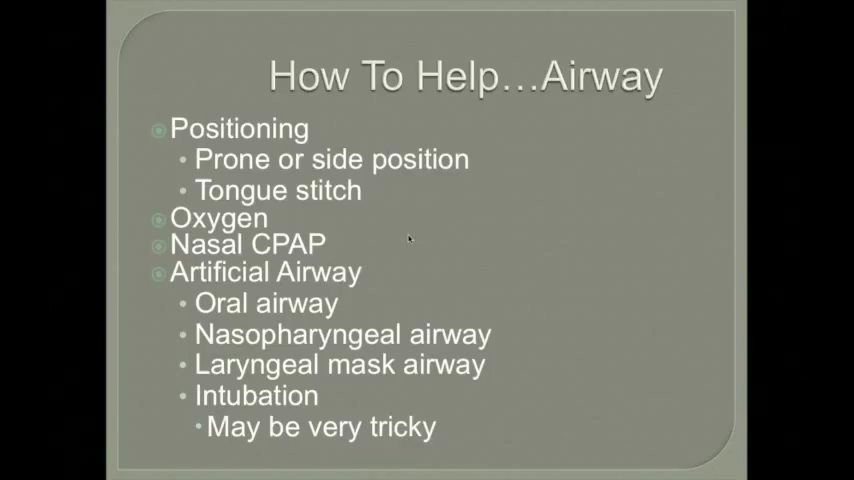 How To Help…Airway
Positioning
Prone or side position
Tongue stitch
Oxygen
Nasal CPAP
Artificial Airway
Oral airway
Nasopharyngeal airway
Laryngeal mask airway
Intubation
May be very tricky